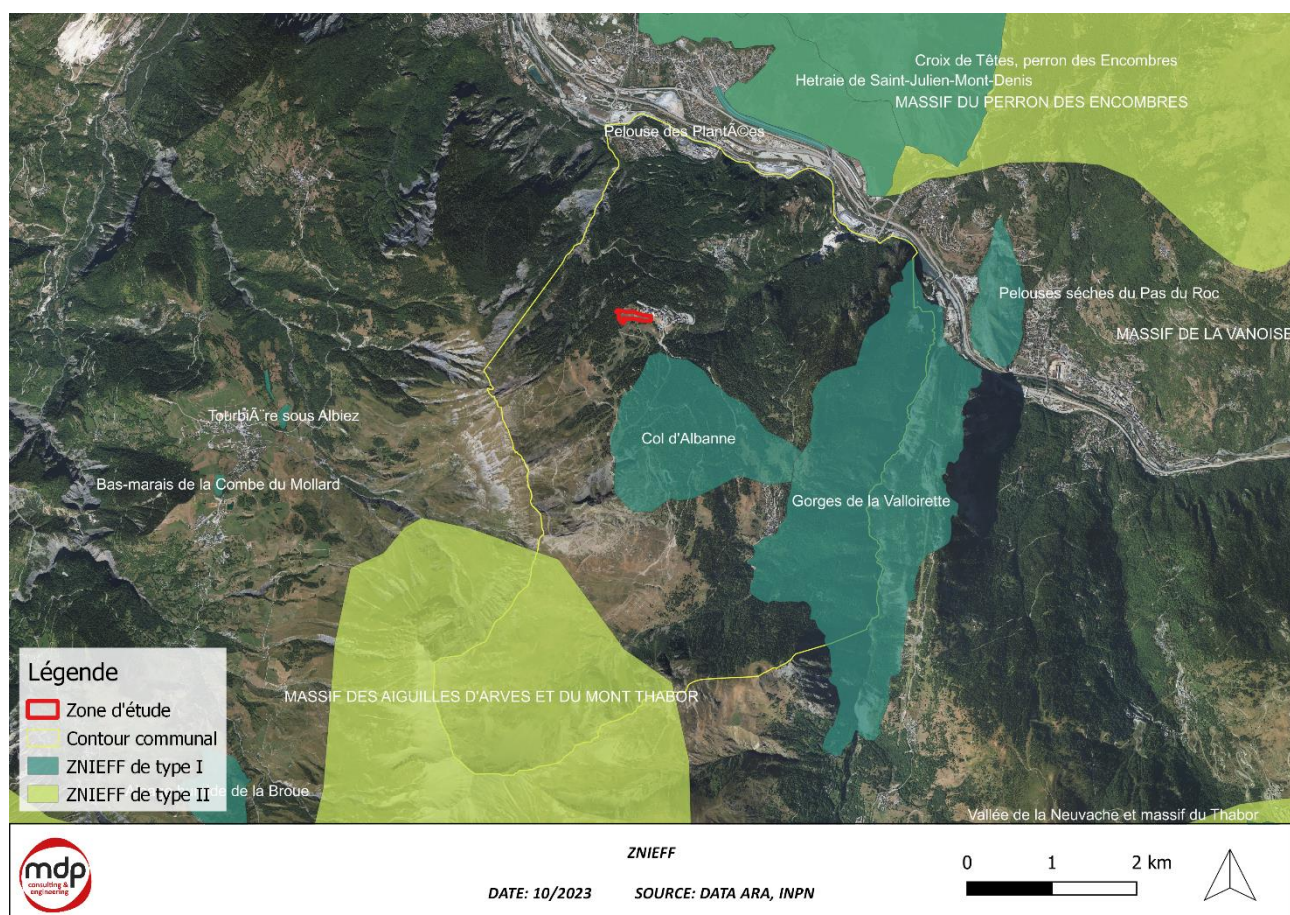 Croix de Têtes, perron des Encombres
Hetraie de Saint-Julien-Mont-Denis
MASSIF DU PERRON DES ENCOMBRES
Pelouse des PlantÃ©es
Pelouses séches du Pas du Roc
MASSIF DE LA VANOISE
TourbiÃ¨re sous Albiez
Col d'Albanne
Bas-marais de la Combe du Mollard
Gorges de la Valloirette
MASSIF DES AIGUILLES D'ARVES ET DU MONT THABOR
Légende
Zone d'étude
Contour communal
ZNIEFF de type I
ZNIEFF de type II
de la Broue
Vallée de la Neuvache et massif du Thabor
mdp
consulting &
engineering
ZNIEFF
DATE: 10/2023 SOURCE: DATA ARA, INPN
0 1 2 km